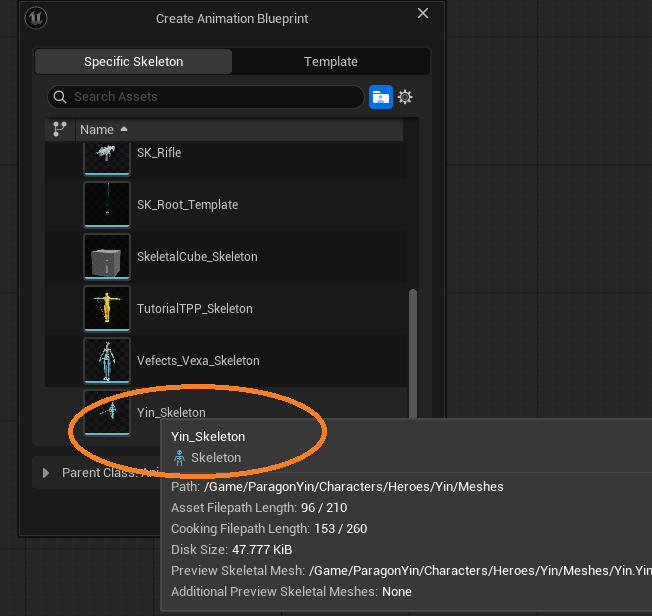 Create Animation Blueprint
Specific Skeleton
Template
Search Assets
Name
SK_Rifle
SK_Root_Template
SkeletalCube_Skeleton
TutorialTPP_Skeleton
Vefects_Vexa_Skeleton
Yin_Skeleton
Yin_Skeleton
Skeleton
Parent Class: Ani
Path: /Game/ParagonYin/Characters/Heroes/Yin/Meshes
Asset Filepath Length: 96 / 210
Cooking Filepath Length: 153 / 260
Disk Size: 47.777 KiB
Preview Skeletal Mesh: /Game/ParagonYin/Characters/Heroes/Yin/Meshes/Yin.Yin
Additional Preview Skeletal Meshes: None